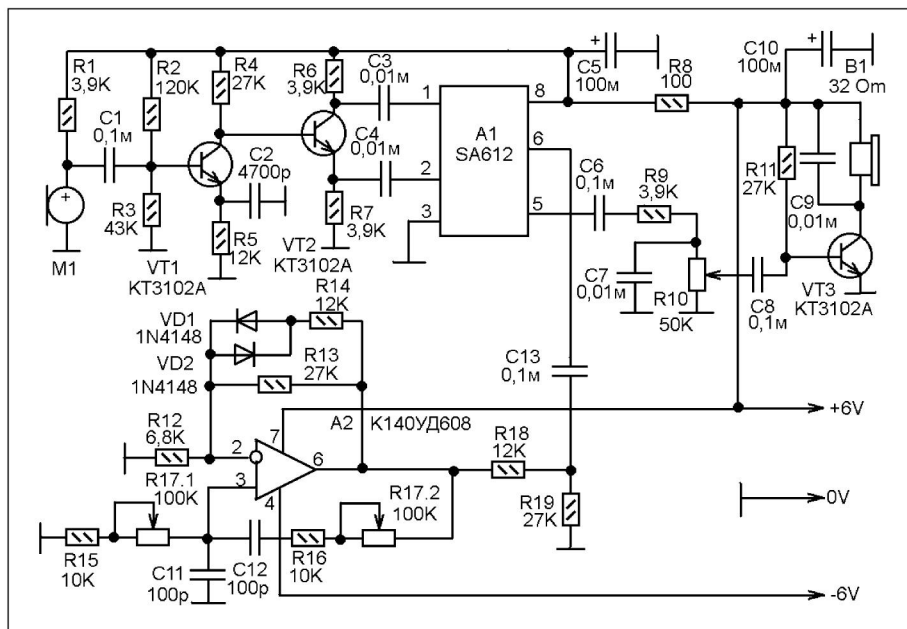 R1
3,9K
R2
120K
R4
27K
R6
3,9K
C3
0,01м
C5
100м
R8
100
C10
100м
B1
32 Om
C1
0,1м
C2
4700р
C4
0,01м
1
2
3
8
6
5
A1
SA612
C6
0,1м
R9
3,9K
R11
27K
C9
0,01м
+
M1
R3
43K
VT1
КТ3102А
R5
12K
VT2
КТ3102А
R7
3,9K
C7
0,01м
R10
50K
C8
0,1м
VT3
КТ3102А
VD1
1N4148
VD2
1N4148
R14
12K
R13
27K
C13
0,1м
R12
6,8K
A2 К140УД608
2
3
7
6
4
R18
12K
+6V
R17.1
100K
R17.2
100K
R19
27K
0V
R15
10K
C11
100р
C12
100р
R16
10K
-6V